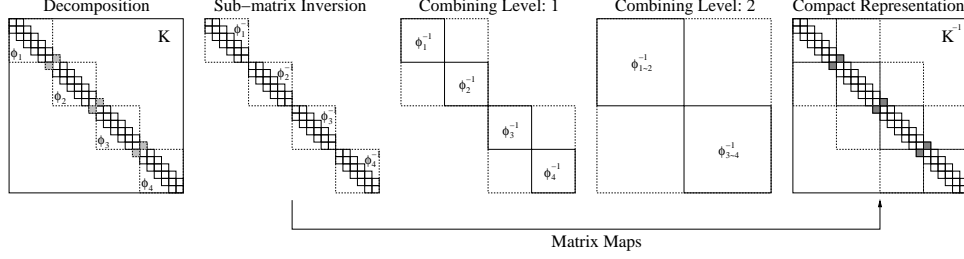 Decomposition
Sub-matrix Inversion
Combining Level: 1
Combining Level: 2
Compact Representation
K
ϕ₁
ϕ₂
ϕ₃
ϕ₄
ϕ₁⁻¹
ϕ₂⁻¹
ϕ₃⁻¹
ϕ₄⁻¹
ϕ₁⁻¹
ϕ₂⁻¹
ϕ₃⁻¹
ϕ₄⁻¹
ϕ₁~₂⁻¹
ϕ₃~₄⁻¹
K⁻¹
Matrix Maps